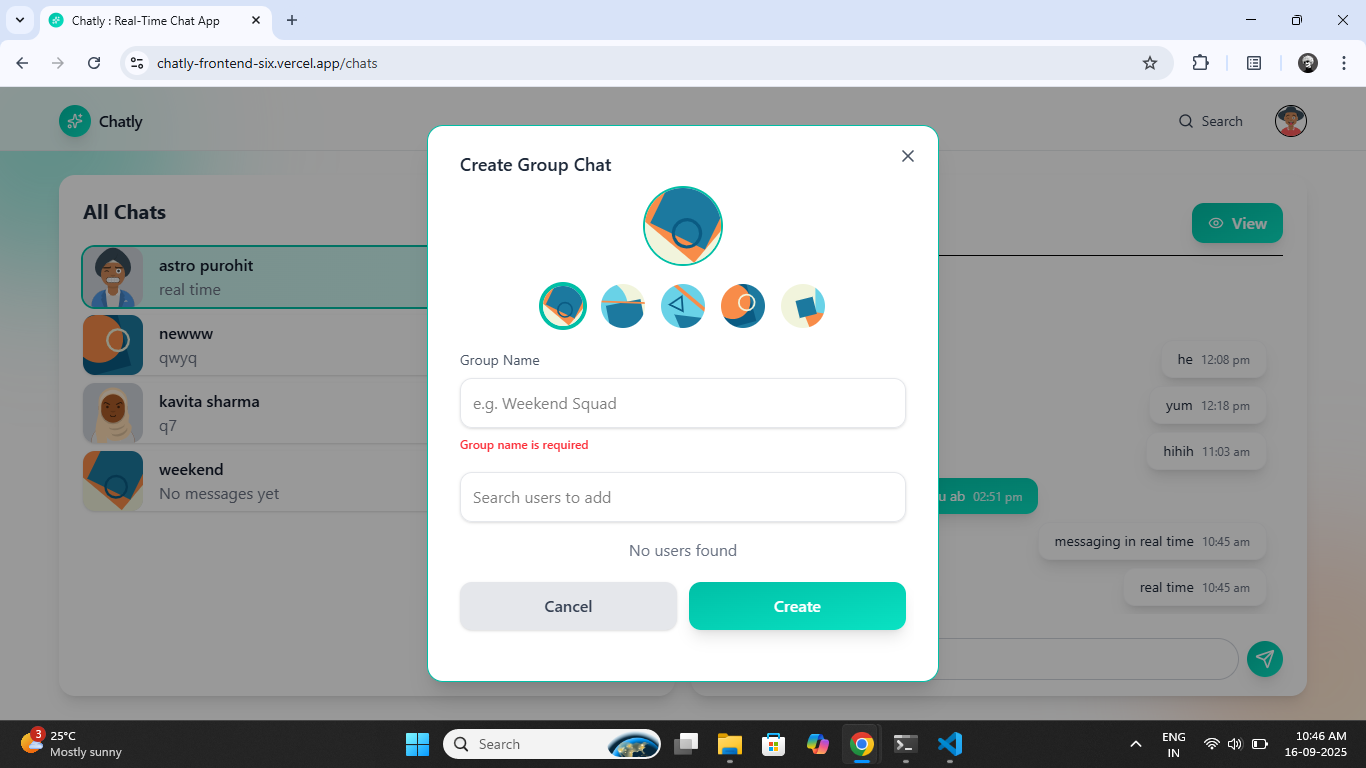 Chatly : Real-Time Chat App
chatly-frontend-six.vercel.app/chats
Chatly
Search
All Chats
astro purohit
real time
newww
qwyq
kavita sharma
q7
weekend
No messages yet
Create Group Chat
Group Name
e.g. Weekend Squad
Group name is required
Search users to add
No users found
Cancel
Create
View
he 12:08 pm
yum 12:18 pm
hihih 11:03 am
u ab 02:51 pm
messaging in real time 10:45 am
real time 10:45 am
3
25°C
Mostly sunny
Search
ENG
IN
10:46 AM
16-09-2025